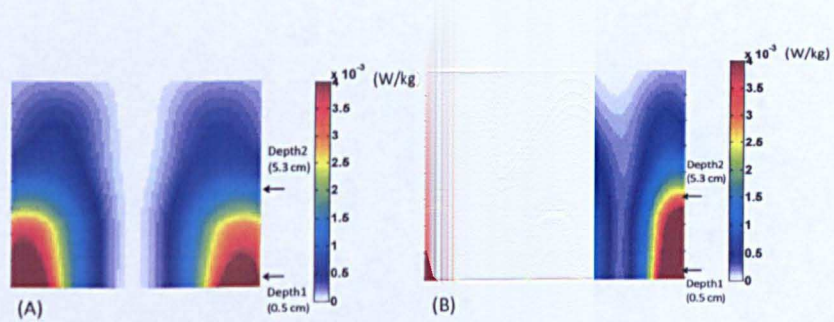 x 10⁻³ (W/kg
4
3.5
3
2.5
2
1.5
1
0.5
0
Depth2
(5.3 cm)
Depth1
(0.5 cm)
(A)
x 10⁻³ (W/kg)
4
3.5
3
2.5
2
1.5
1
0.5
0
Depth2
(5.3 cm)
Depth1
(0.5 cm)
(B)